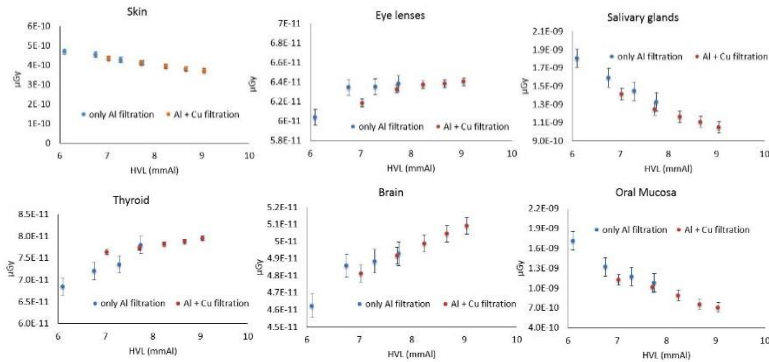 Skin
6E-10
5E-10
4E-10
3E-10
2E-10
1E-10
0
µGy
only Al filtration
Al + Cu filtration
6 7 8 9 10
HVL (mmAl)
Eye lenses
7E-11
6.8E-11
6.6E-11
6.4E-11
6.2E-11
6E-11
5.8E-11
µGy
only Al filtration
Al + Cu filtration
6 7 8 9 10
HVL (mmAl)
Salivary glands
2.1E-09
1.9E-09
1.7E-09
1.5E-09
1.3E-09
1.1E-09
9.0E-10
µGy
only Al filtration
Al + Cu filtration
6 7 8 9 10
HVL (mmAl)
Thyroid
8.5E-11
8.0E-11
7.5E-11
7.0E-11
6.5E-11
6.0E-11
µGy
only Al filtration
Al + Cu filtration
6 7 8 9 10
HVL (mmAl)
Brain
5.2E-11
5.1E-11
5E-11
4.9E-11
4.8E-11
4.7E-11
4.6E-11
4.5E-11
µGy
only Al filtration
Al + Cu filtration
6 7 8 9 10
HVL (mmAl)
Oral Mucosa
2.2E-09
1.9E-09
1.6E-09
1.3E-09
1.0E-09
7.0E-10
4.0E-10
µGy
only Al filtration
Al + Cu filtration
6 7 8 9 10
HVL (mmAl)